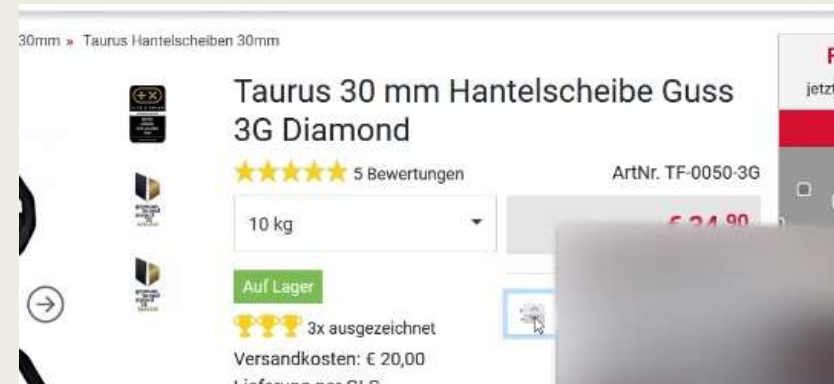 30mm » Taurus Hantelscheiben 30mm
Taurus 30 mm Hantelscheibe Guss
3G Diamond
5 Bewertungen
ArtNr. TF-0050-3G
jetzt
10 kg
Auf Lager
3x ausgezeichnet
Versandkosten: € 20,00